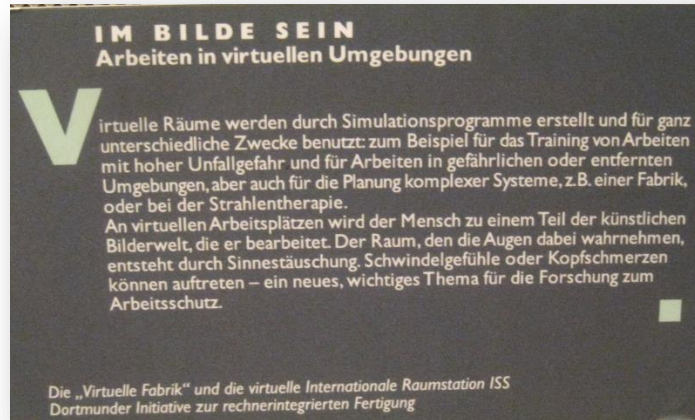 IM BILDE SEIN
Arbeiten in virtuellen Umgebungen
Virtuelle Räume werden durch Simulationsprogramme erstellt und für ganz
unterschiedliche Zwecke benutzt: zum Beispiel für das Training von Arbeiten
mit hoher Unfallgefahr und für Arbeiten in gefährlichen oder entfernten
Umgebungen, aber auch für die Planung komplexer Systeme, z.B. einer Fabrik,
oder bei der Strahlentherapie.
An virtuellen Arbeitsplätzen wird der Mensch zu einem Teil der künstlichen
Bilderwelt, die er bearbeitet. Der Raum, den die Augen dabei wahrnehmen,
entsteht durch Sinnestäuschung. Schwindelgefühle oder Kopfschmerzen
können auftreten – ein neues, wichtiges Thema für die Forschung zum
Arbeitsschutz.
Die „Virtuelle Fabrik“ und die virtuelle Internationale Raumstation ISS
Dortmunder Initiative zur rechnerintegrierten Fertigung